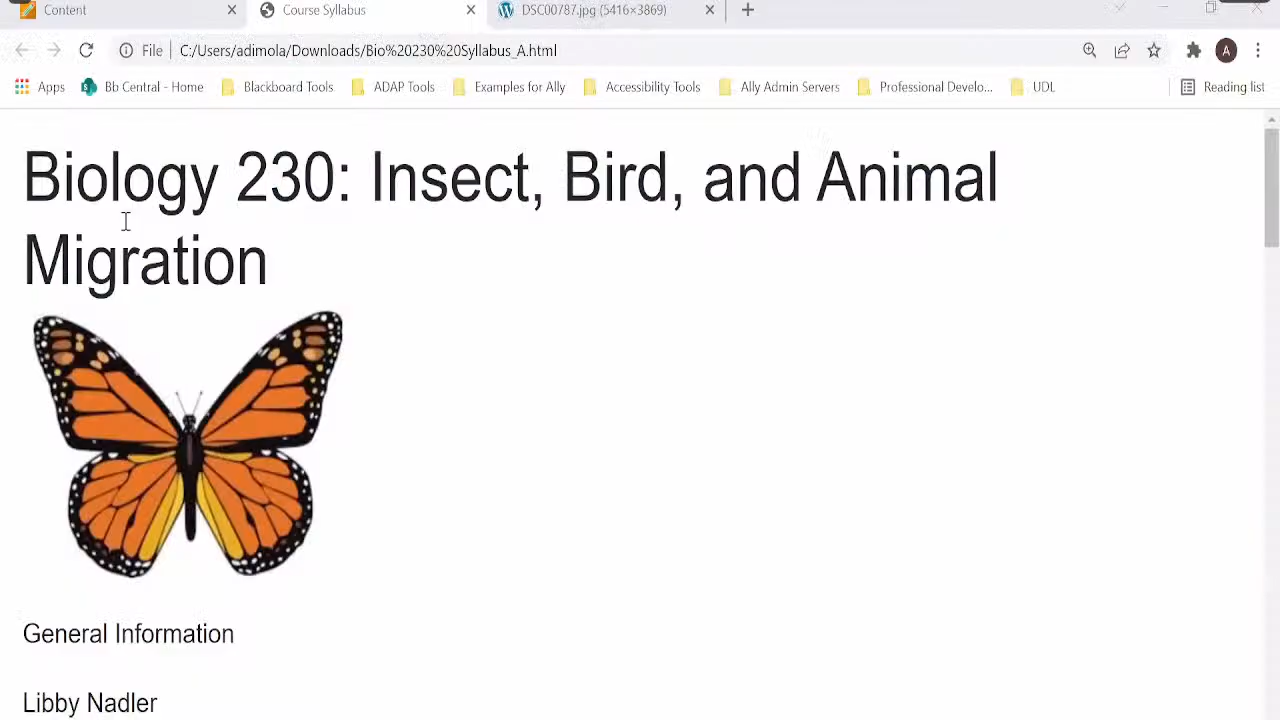 Content
Course Syllabus
DSC00787.jpg (5416×3869)
File
C:/Users/adimola/Downloads/Bio%20230%20Syllabus_A.html
A
Apps
Bb Central - Home
Blackboard Tools
ADAP Tools
Examples for Ally
Accessibility Tools
Ally Admin Servers
Professional Develo...
UDL
Reading list
Biology 230: Insect, Bird, and Animal
Migration
General Information
Libby Nadler